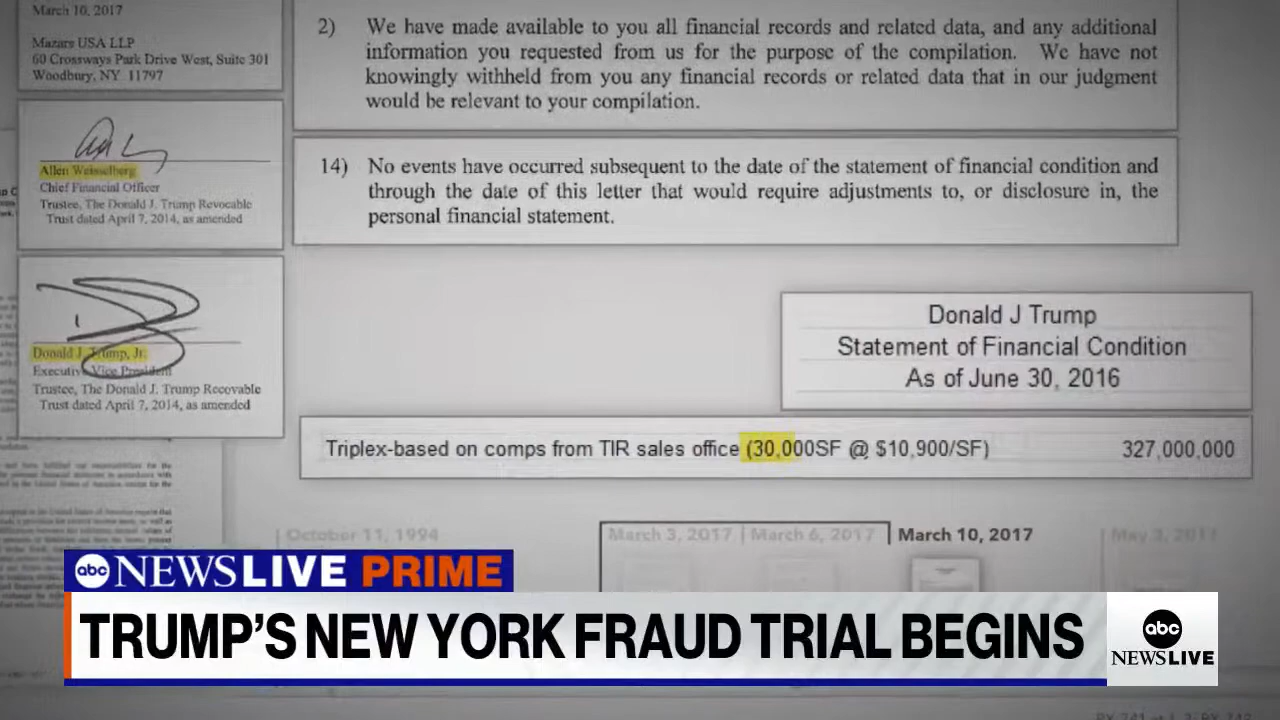 March 10, 2017
Mazars USA LLP
60 Crossways Park Drive West, Suite 301
Woodbury, NY 11797
2) We have made available to you all financial records and related data, and any additional
information you requested from us for the purpose of the compilation. We have not
knowingly withheld from you any financial records or related data that in our judgment
would be relevant to your compilation.
Allen Weisselberg
Chief Financial Officer
Trustee, The Donald J. Trump Revocable
Trust dated April 7, 2014, as amended
14) No events have occurred subsequent to the date of the statement of financial condition and
through the date of this letter that would require adjustments to, or disclosure in, the
personal financial statement.
Donald J. Trump, Jr.
Executive Vice President
Trustee, The Donald J. Trump Revocable
Trust dated April 7, 2014, as amended
Donald J Trump
Statement of Financial Condition
As of June 30, 2016
Triplex-based on comps from TIR sales office (30,000SF @ $10,900/SF) 327,000,000
October 11, 1994
March 3, 2017
March 6, 2017
March 10, 2017
abc NEWS LIVE PRIME
TRUMP'S NEW YORK FRAUD TRIAL BEGINS
abc
NEWS LIVE